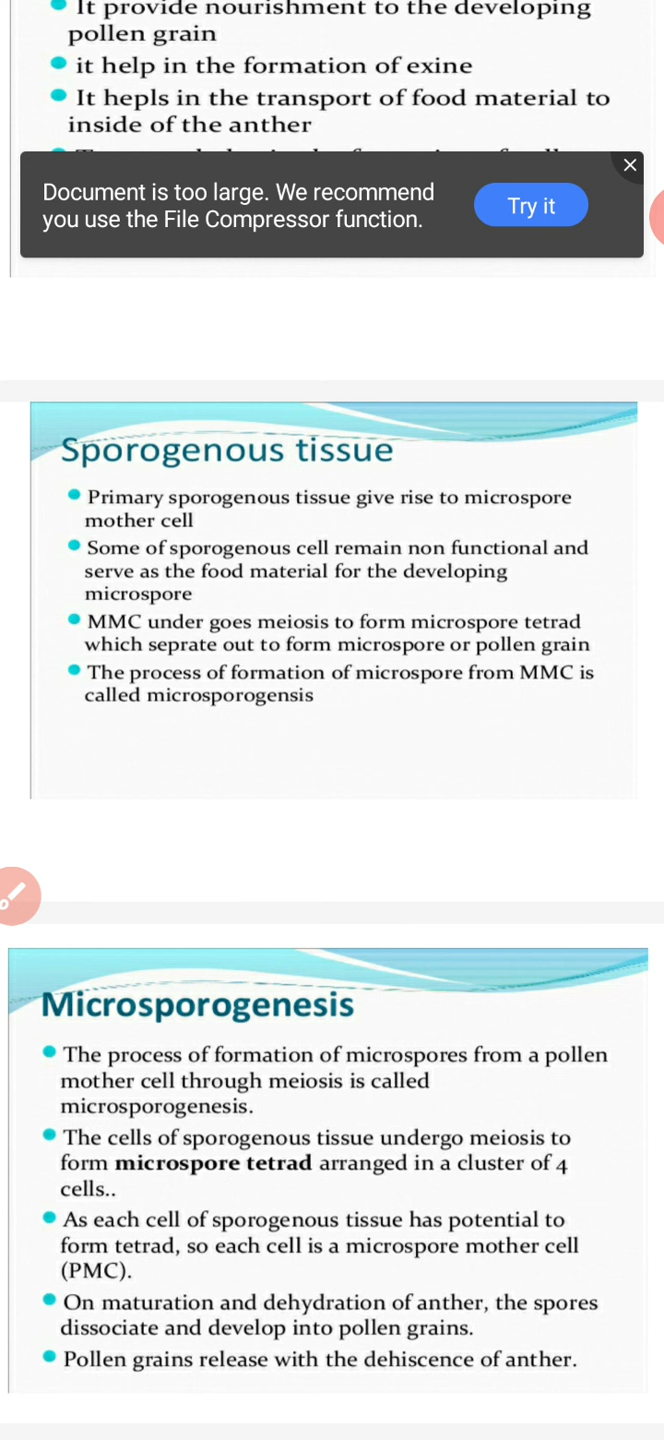 It provide nourishment to the developing
pollen grain
it help in the formation of exine
It hepls in the transport of food material to
inside of the anther
Document is too large. We recommend
you use the File Compressor function.
Try it
Sporogenous tissue
Primary sporogenous tissue give rise to microspore
mother cell
Some of sporogenous cell remain non functional and
serve as the food material for the developing
microspore
MMC under goes meiosis to form microspore tetrad
which seprate out to form microspore or pollen grain
The process of formation of microspore from MMC is
called microsporogensis
Microsporogenesis
The process of formation of microspores from a pollen
mother cell through meiosis is called
microsporogenesis.
The cells of sporogenous tissue undergo meiosis to
form microspore tetrad arranged in a cluster of 4
cells..
As each cell of sporogenous tissue has potential to
form tetrad, so each cell is a microspore mother cell
(PMC).
On maturation and dehydration of anther, the spores
dissociate and develop into pollen grains.
Pollen grains release with the dehiscence of anther.